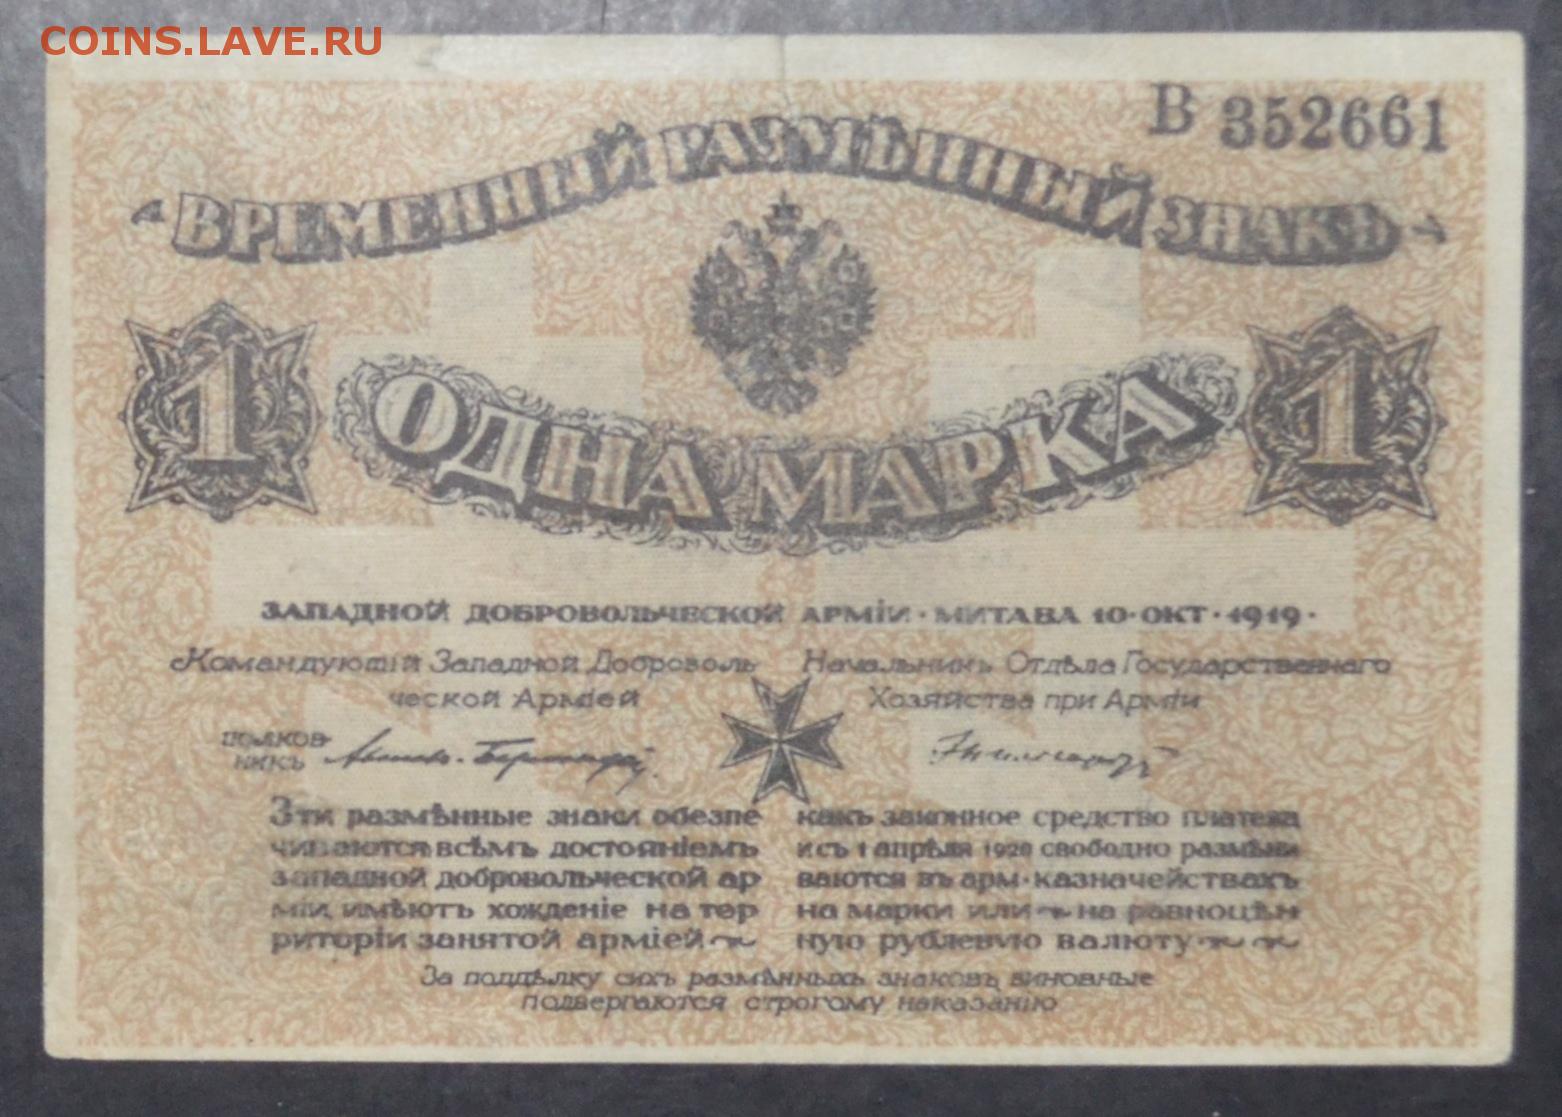 COINS.LAVE.RU
В 352661
ВРЕМЕННЫЙ РАЗМѢННЫЙ ЗНАКЪ
1 1
ОДНА МАРКА
ЗАПАДНОЙ ДОБРОВОЛЬЧЕСКОЙ АРМІИ · МИТАВА 10 · ОКТ · 1919 ·
Командующій Западной Доброволь
ческой Арміей
Начальникъ Отдѣла Государственнаго
Хозяйства при Арміи
полков
никъ
Эти размѣнные знаки обезпе
чиваются всѣмъ достояніемъ
западной добровольческой ар
міи, имѣютъ хожденіе на тер
риторіи занятой арміей
какъ законное средство платежа
и съ 1 апрѣля 1920 свободно размѣни
ваются въ арм · казначействахъ
на марки или на равноцѣн
ную рублевую валюту ·
За поддѣлку сихъ размѣнныхъ знаковъ виновные
подвергаются строгому наказанію